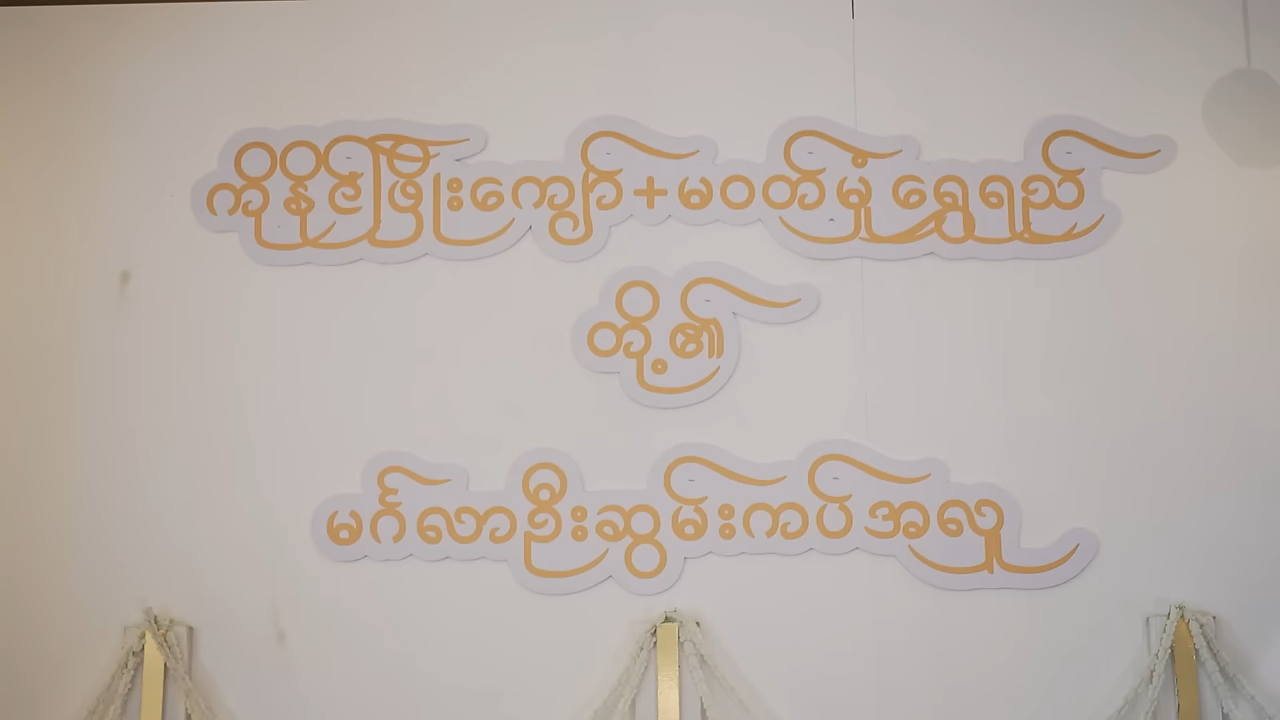 ကိုနိုင်ဖြိုးကျော်+မဝတ်မှုံရွှေရည်
တို့၏
မင်္ဂလာဦးဆွမ်းကပ်အလှူ